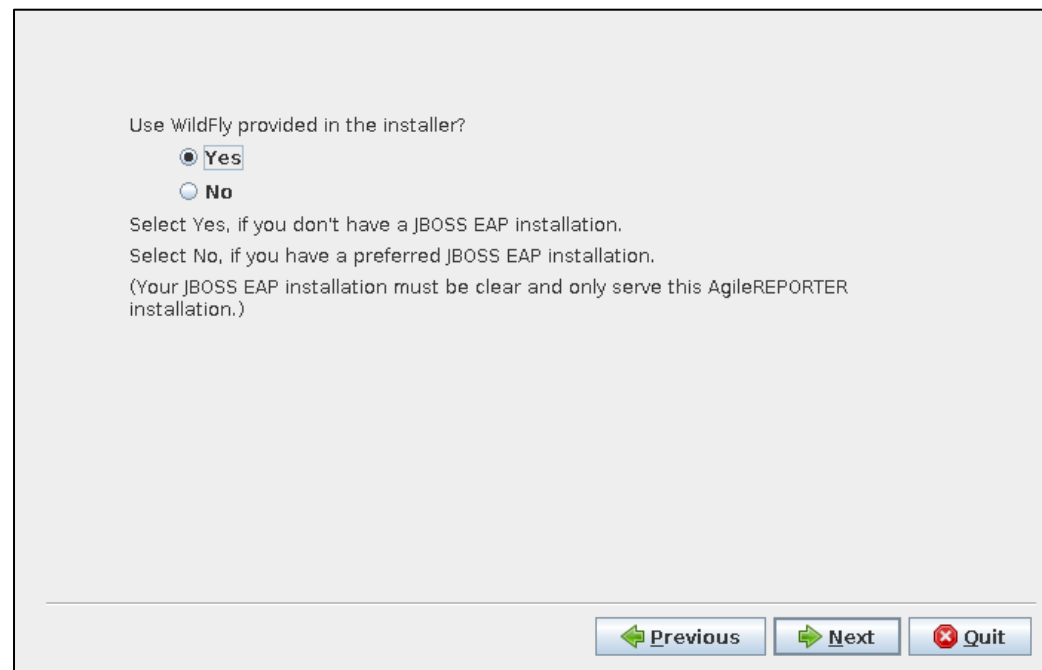 Use WildFly provided in the installer?
Yes
No
Select Yes, if you don't have a JBOSS EAP installation.
Select No, if you have a preferred JBOSS EAP installation.
(Your JBOSS EAP installation must be clear and only serve this AgileREPORTER
installation.)
Previous Next Quit